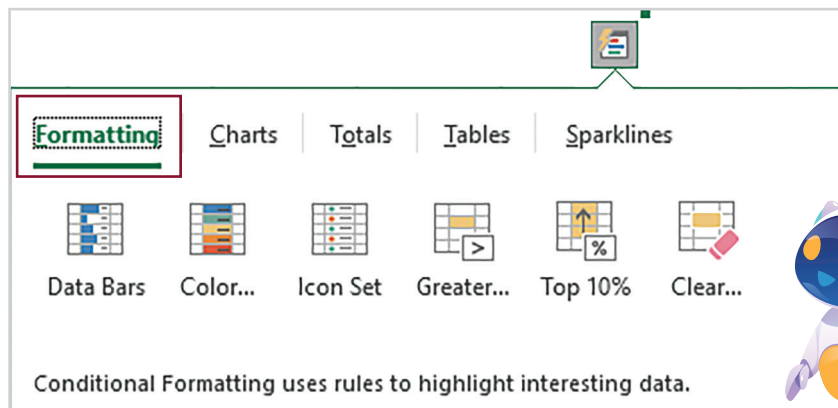 Formatting Charts Totals Tables Sparklines
> %
Data Bars Color... Icon Set Greater... Top 10% Clear...
Conditional Formatting uses rules to highlight interesting data.